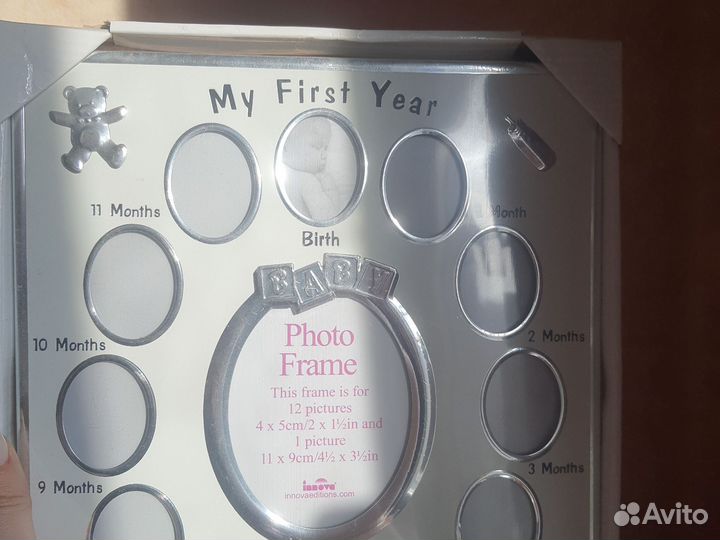 My First Year
11 Months
Birth
1 Month
BABY
10 Months
2 Months
9 Months
3 Months
Photo
Frame
This frame is for
12 pictures
4 x 5cm/2 x 1½in and
1 picture
11 x 9cm/4½ x 3½in
innova
innovaeditions.com
Avito